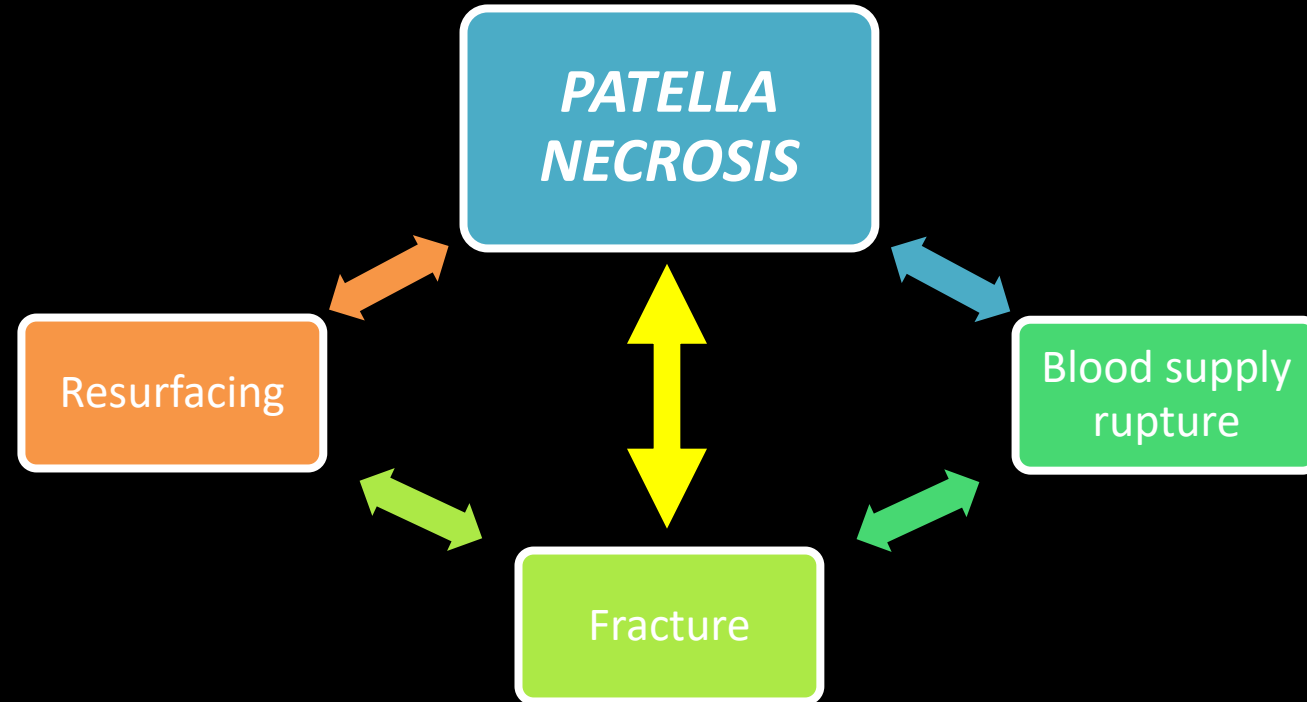 PATELLA
NECROSIS
Resurfacing
Blood supply
rupture
Fracture